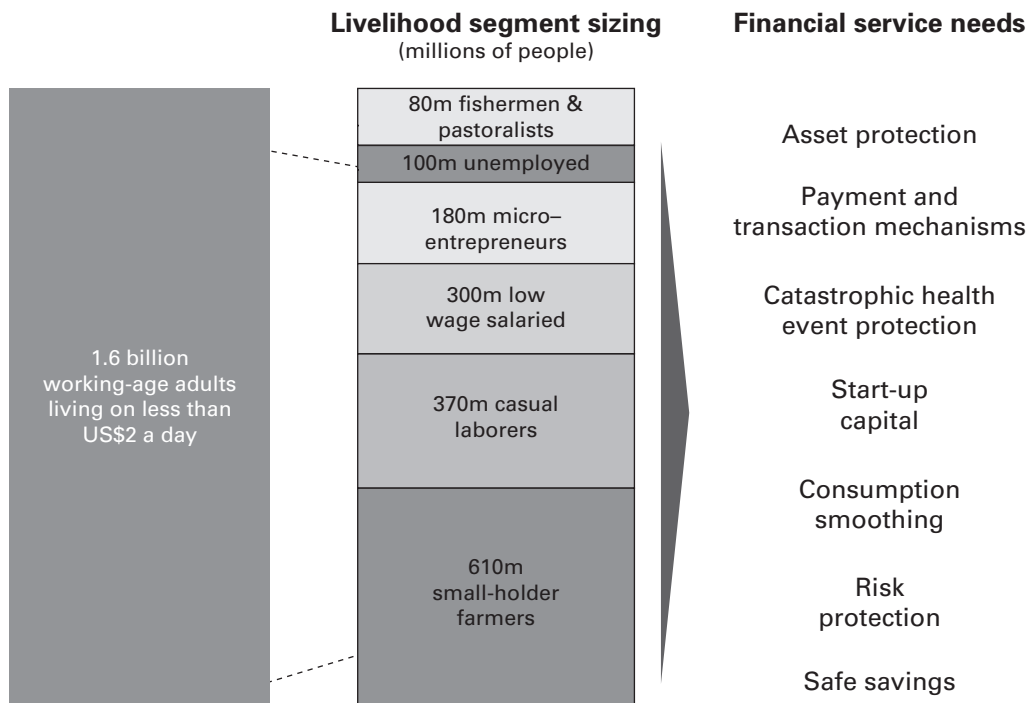 Livelihood segment sizing
(millions of people)
Financial service needs
1.6 billion
working-age adults
living on less than
US$2 a day
80m fishermen &
pastoralists
100m unemployed
180m micro–
entrepreneurs
300m low
wage salaried
370m casual
laborers
610m
small-holder
farmers
Asset protection
Payment and
transaction mechanisms
Catastrophic health
event protection
Start-up
capital
Consumption
smoothing
Risk
protection
Safe savings